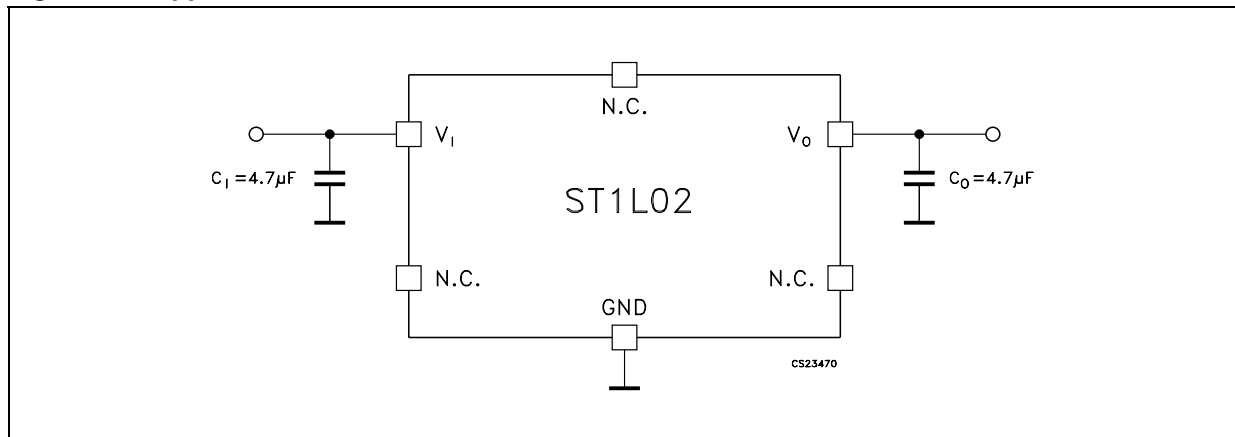 N.C.
V_I
V_O
C_I=4.7µF
C_O=4.7µF
ST1L02
N.C.
N.C.
GND
CS23470